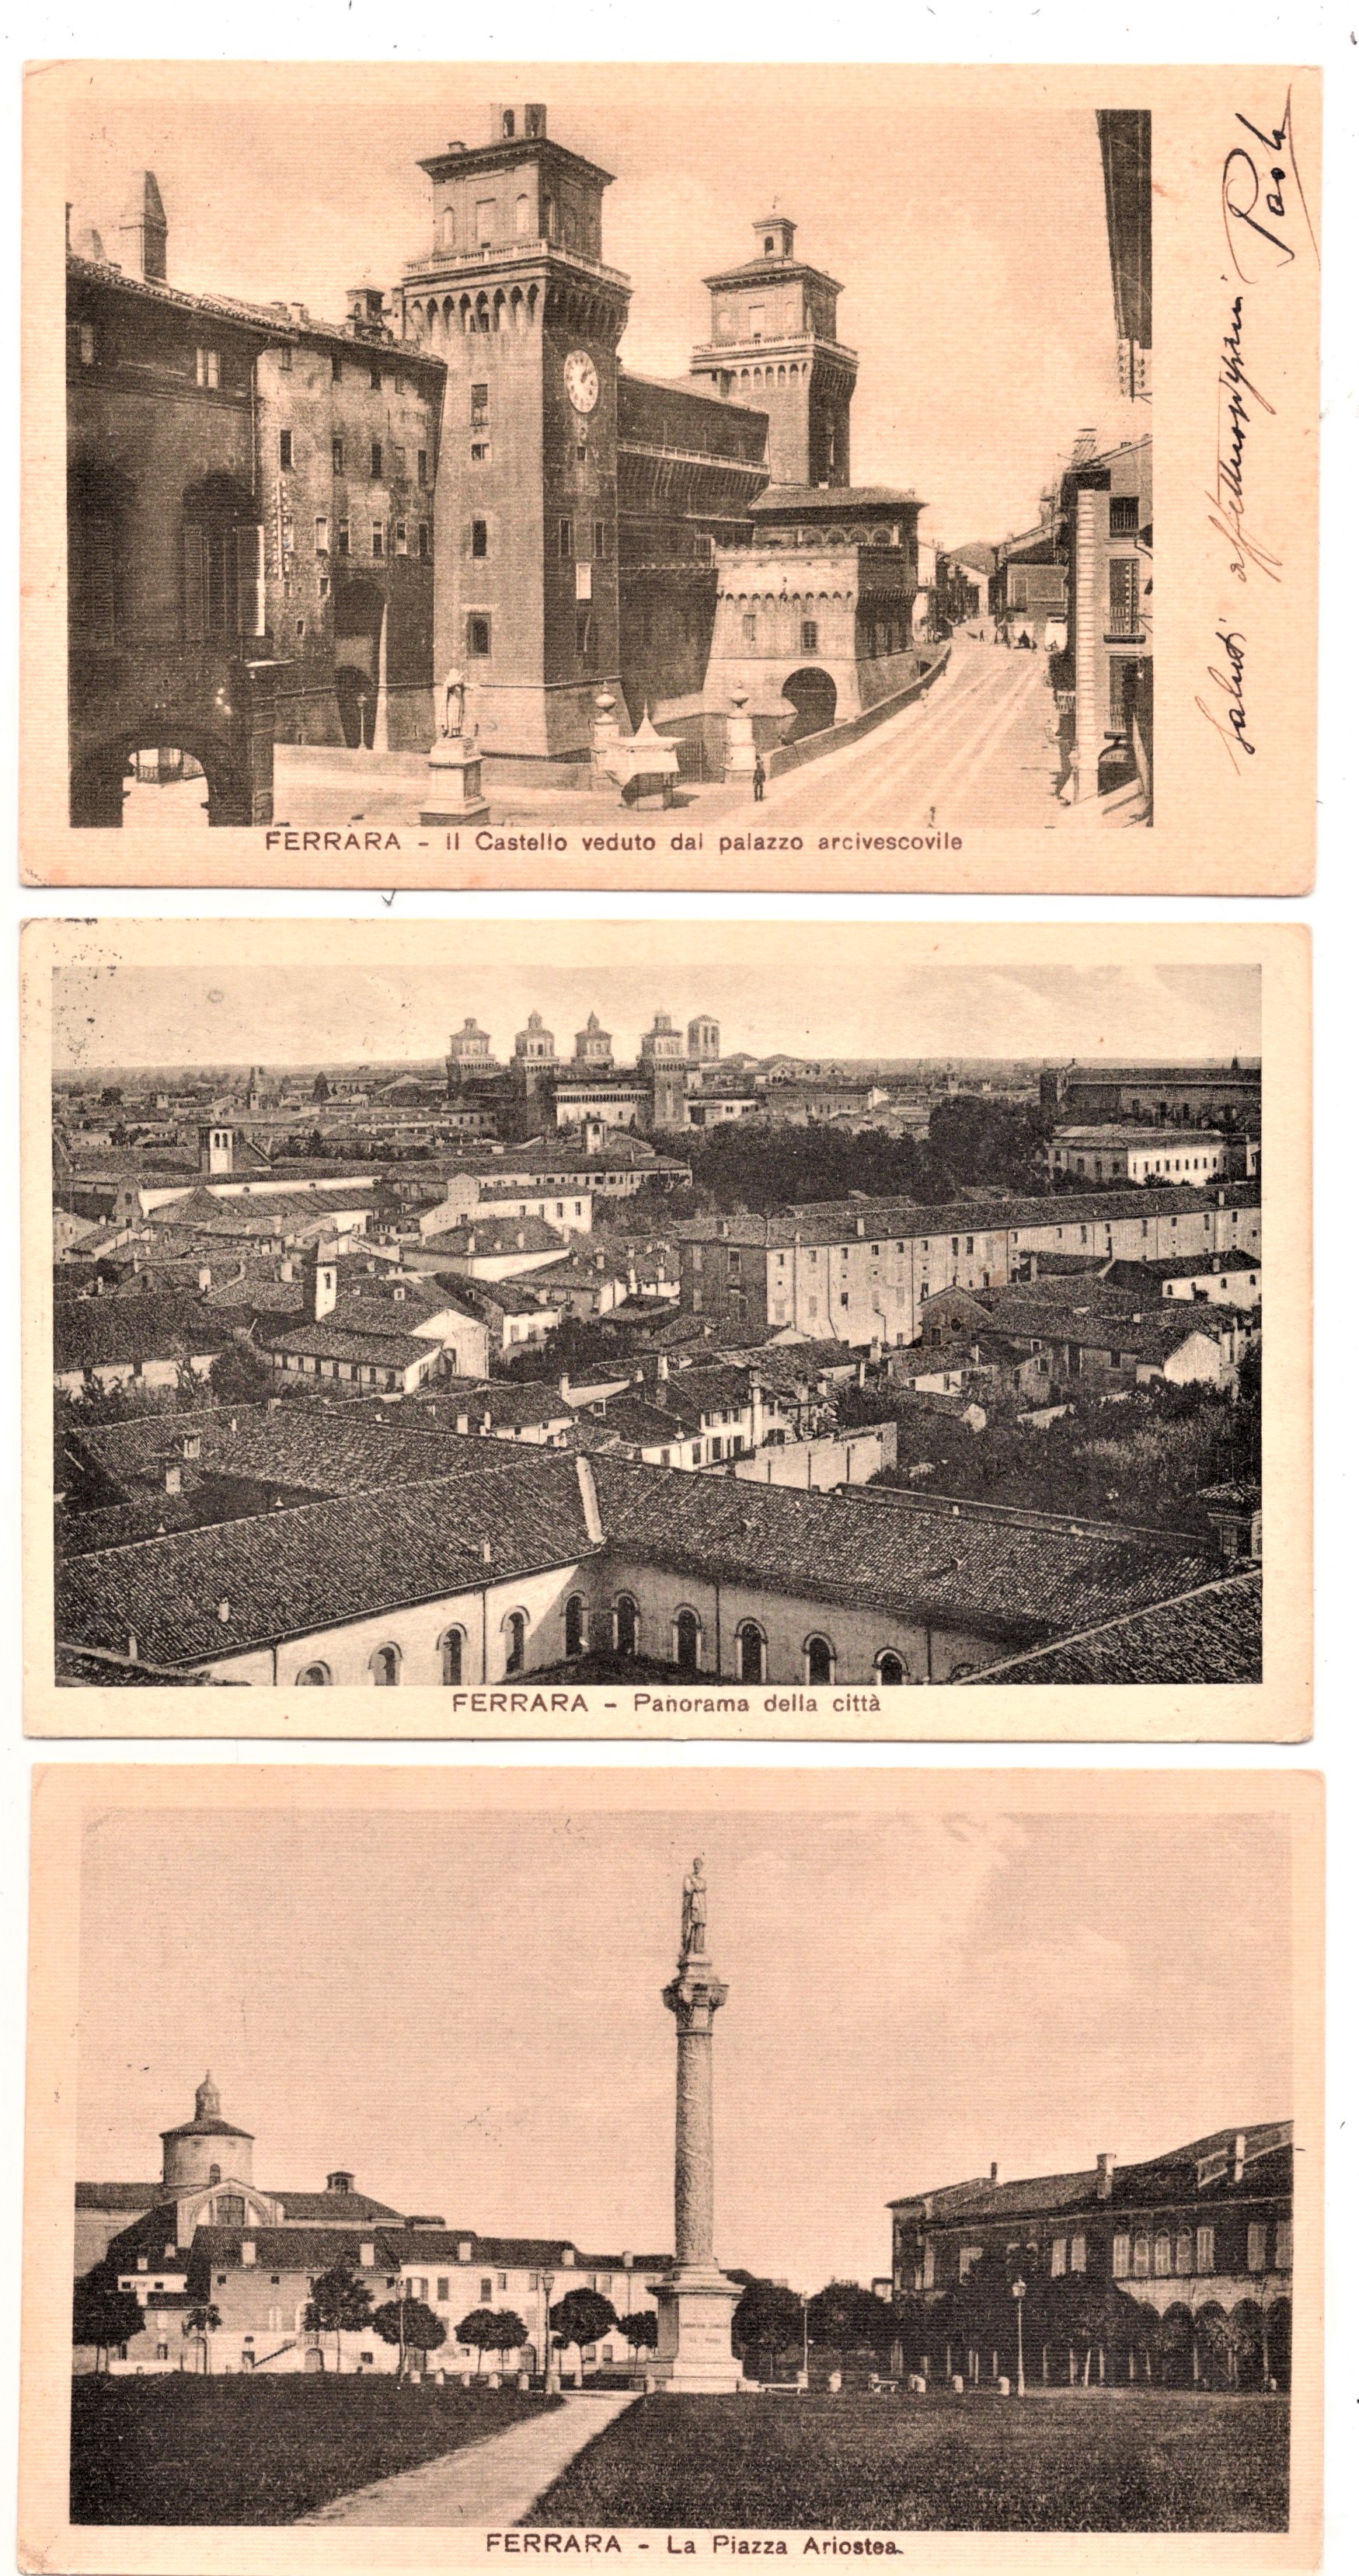 FERRARA - Il Castello veduto dal palazzo arcivescovile
Saluti affettuosissimi Paolo
FERRARA - Panorama della città
FERRARA - La Piazza Ariostea.